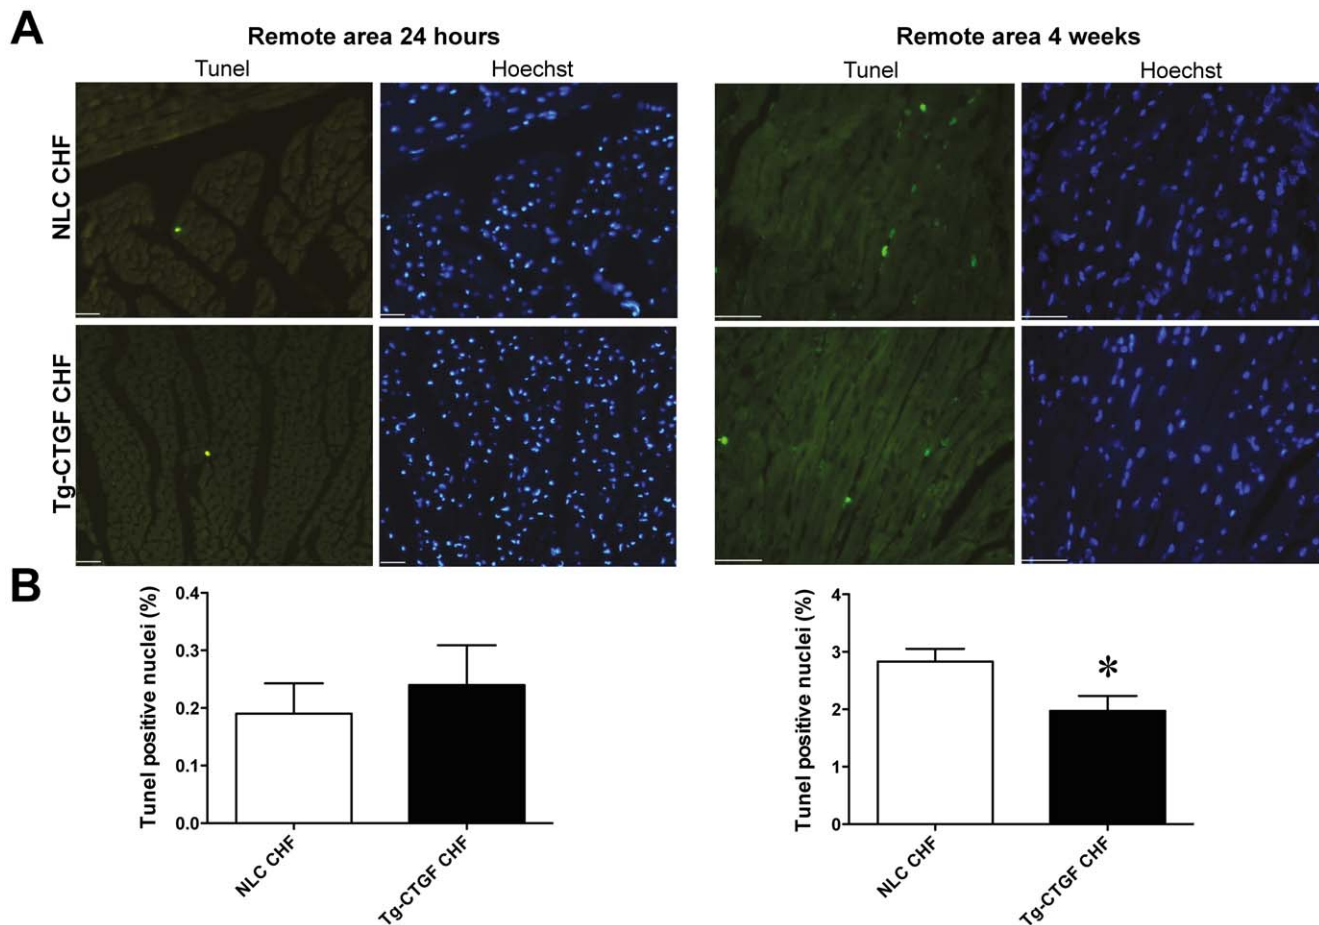 A
Remote area 24 hours
Remote area 4 weeks
Tunel
Hoechst
Tunel
Hoechst
NLC CHF
Tg-CTGF CHF
B
Tunel positive nuclei (%)
0.4
0.3
0.2
0.1
0.0
NLC CHF
Tg-CTGF CHF
Tunel positive nuclei (%)
4
3
2
1
0
*
NLC CHF
Tg-CTGF CHF